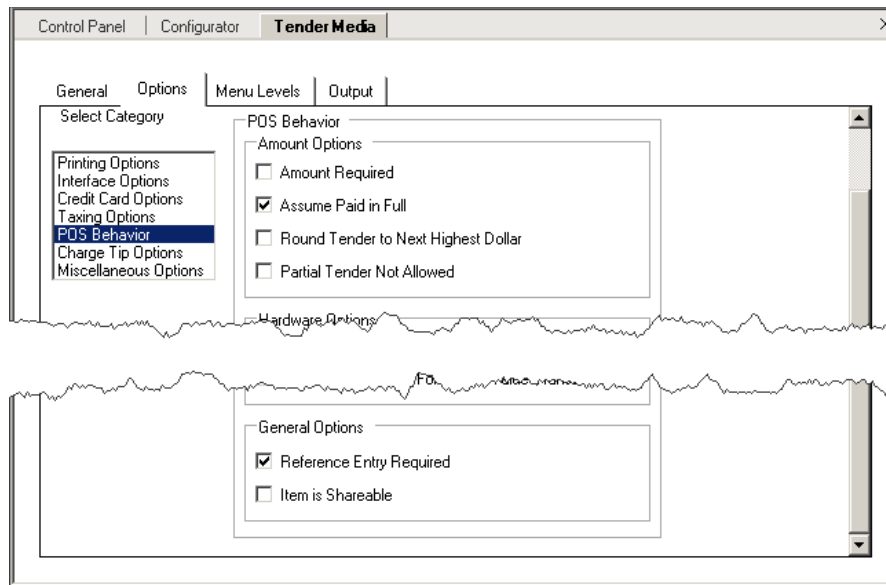 Control Panel
Configurator
Tender Media
General
Options
Menu Levels
Output
Select Category
Printing Options
Interface Options
Credit Card Options
Taxing Options
POS Behavior
Charge Tip Options
Miscellaneous Options
POS Behavior
Amount Options
Amount Required
Assume Paid in Full
Round Tender to Next Highest Dollar
Partial Tender Not Allowed
Hardware Options
General Options
Reference Entry Required
Item is Shareable